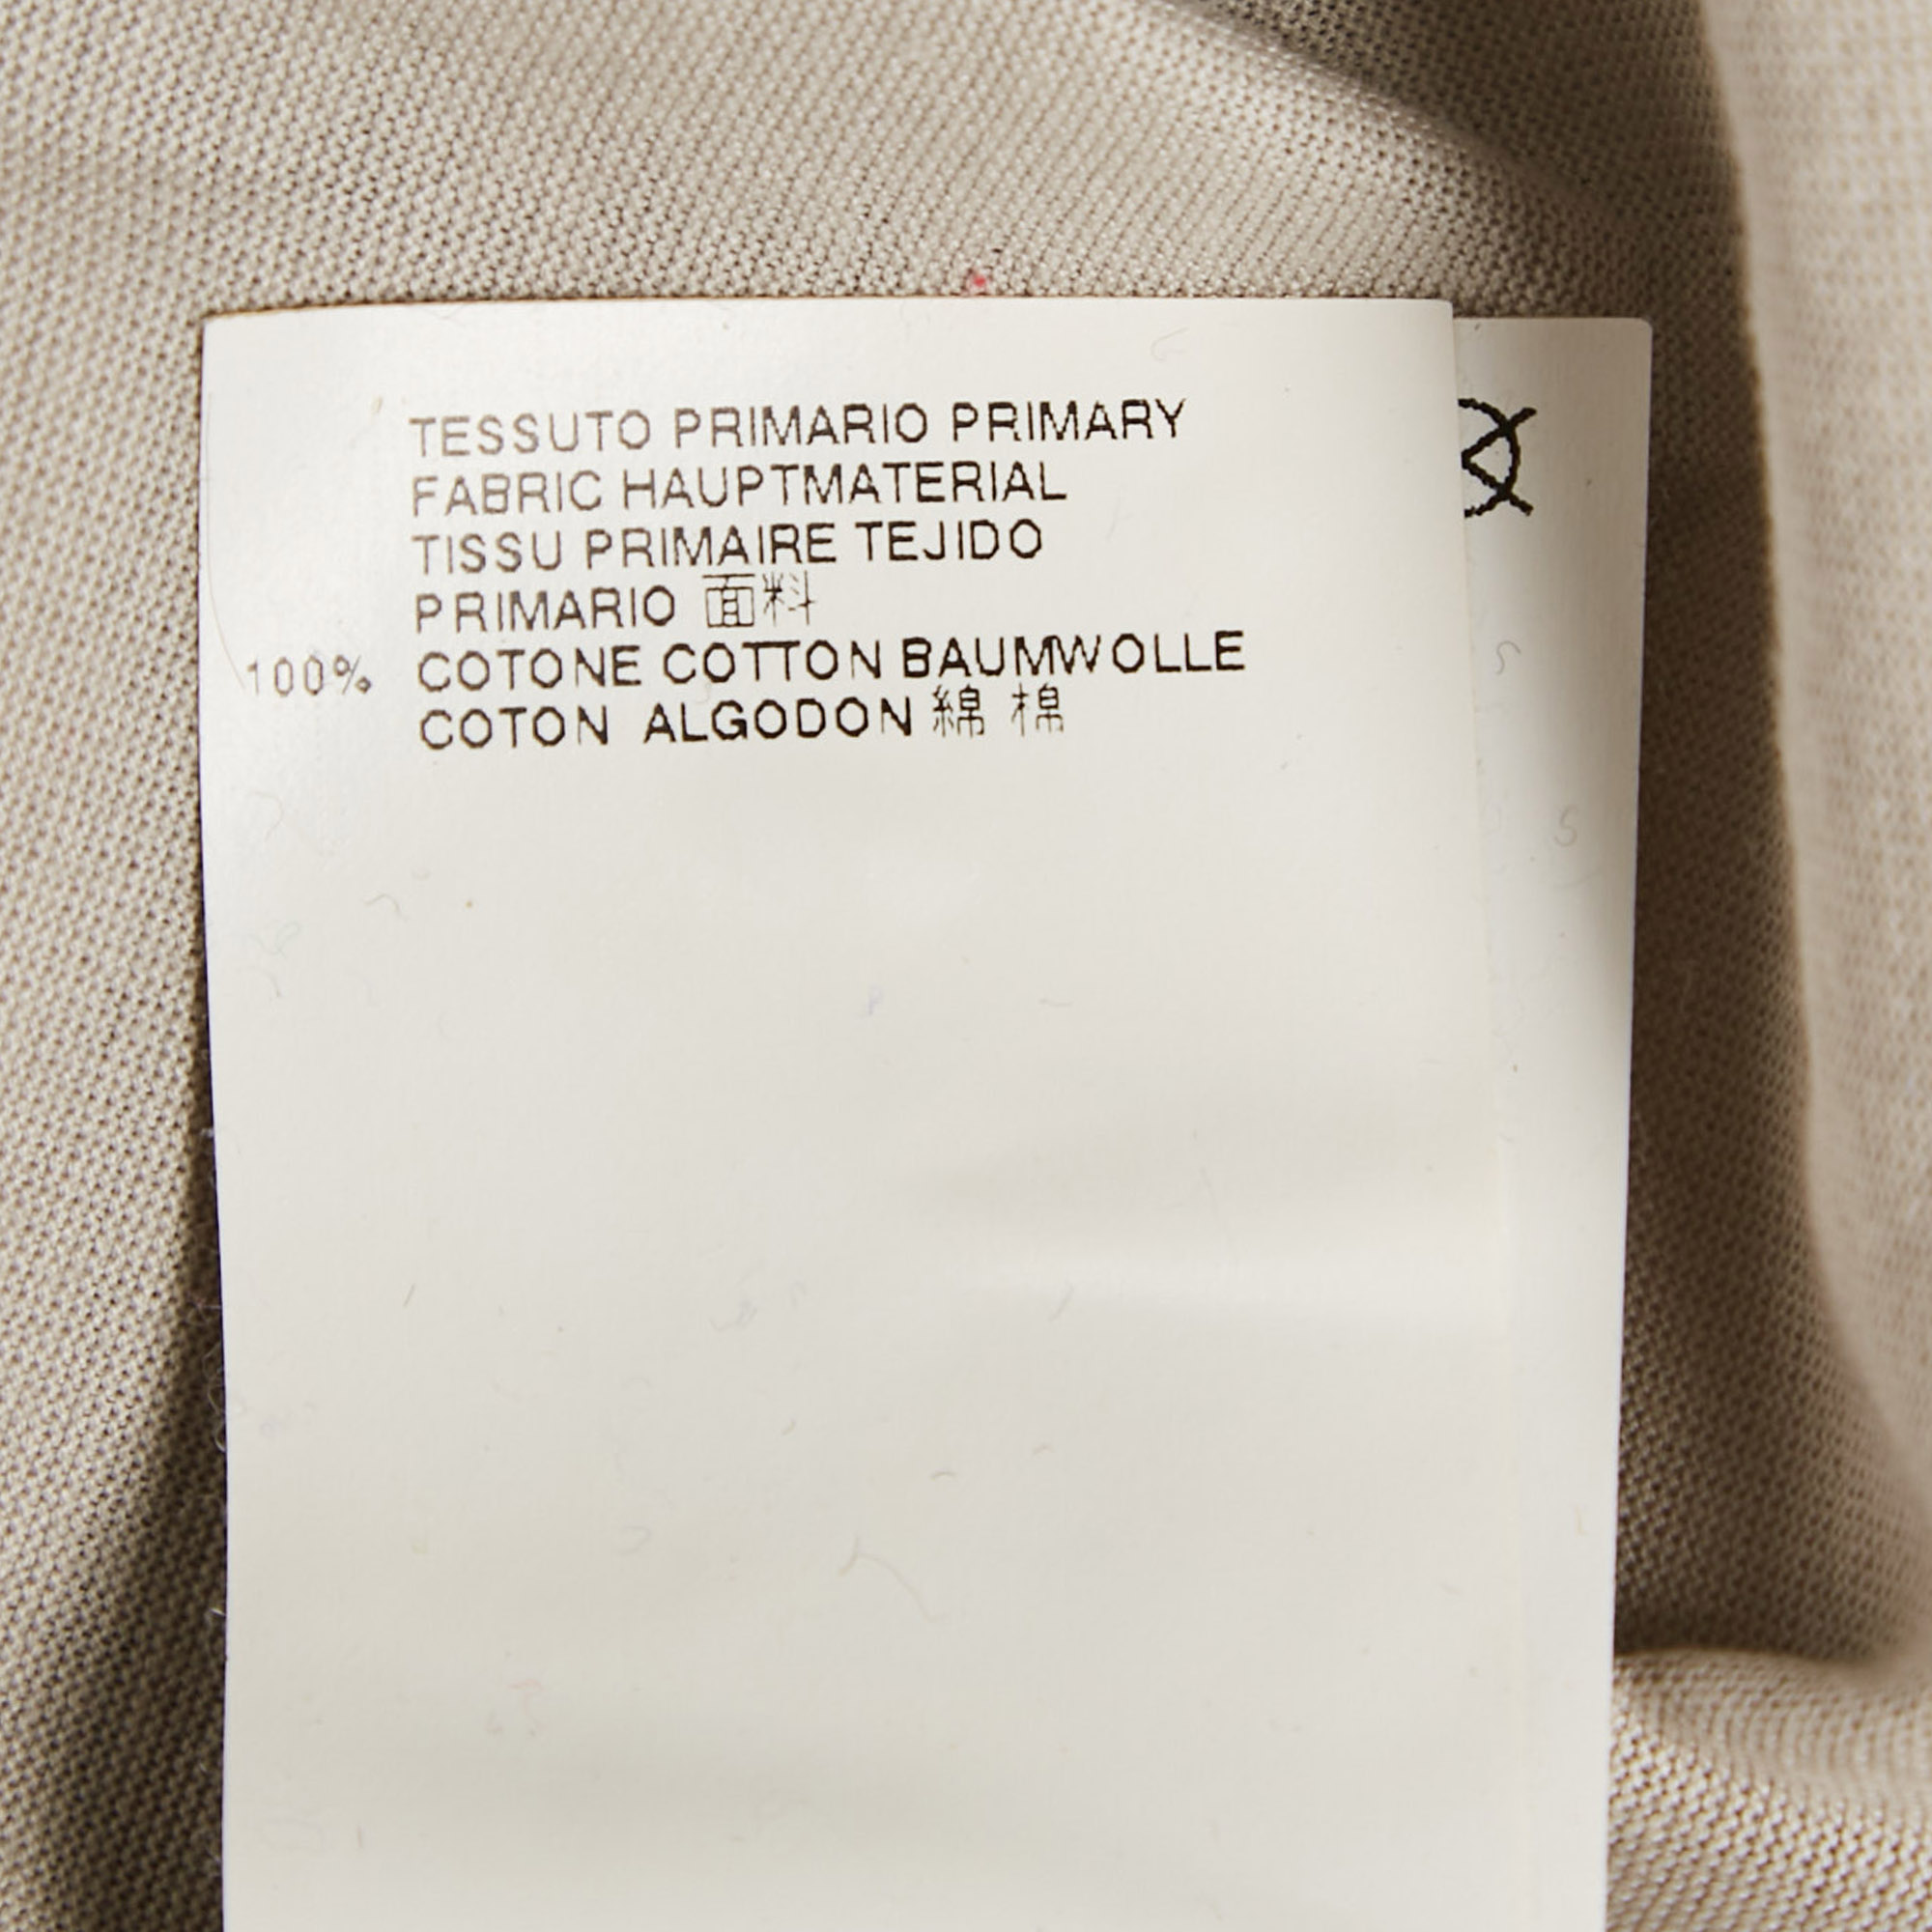 TESSUTO PRIMARIO PRIMARY
FABRIC HAUPTMATERIAL
TISSU PRIMAIRE TEJIDO
PRIMARIO 面料
100% COTONE COTTON BAUMWOLLE
COTON ALGODON 綿 棉